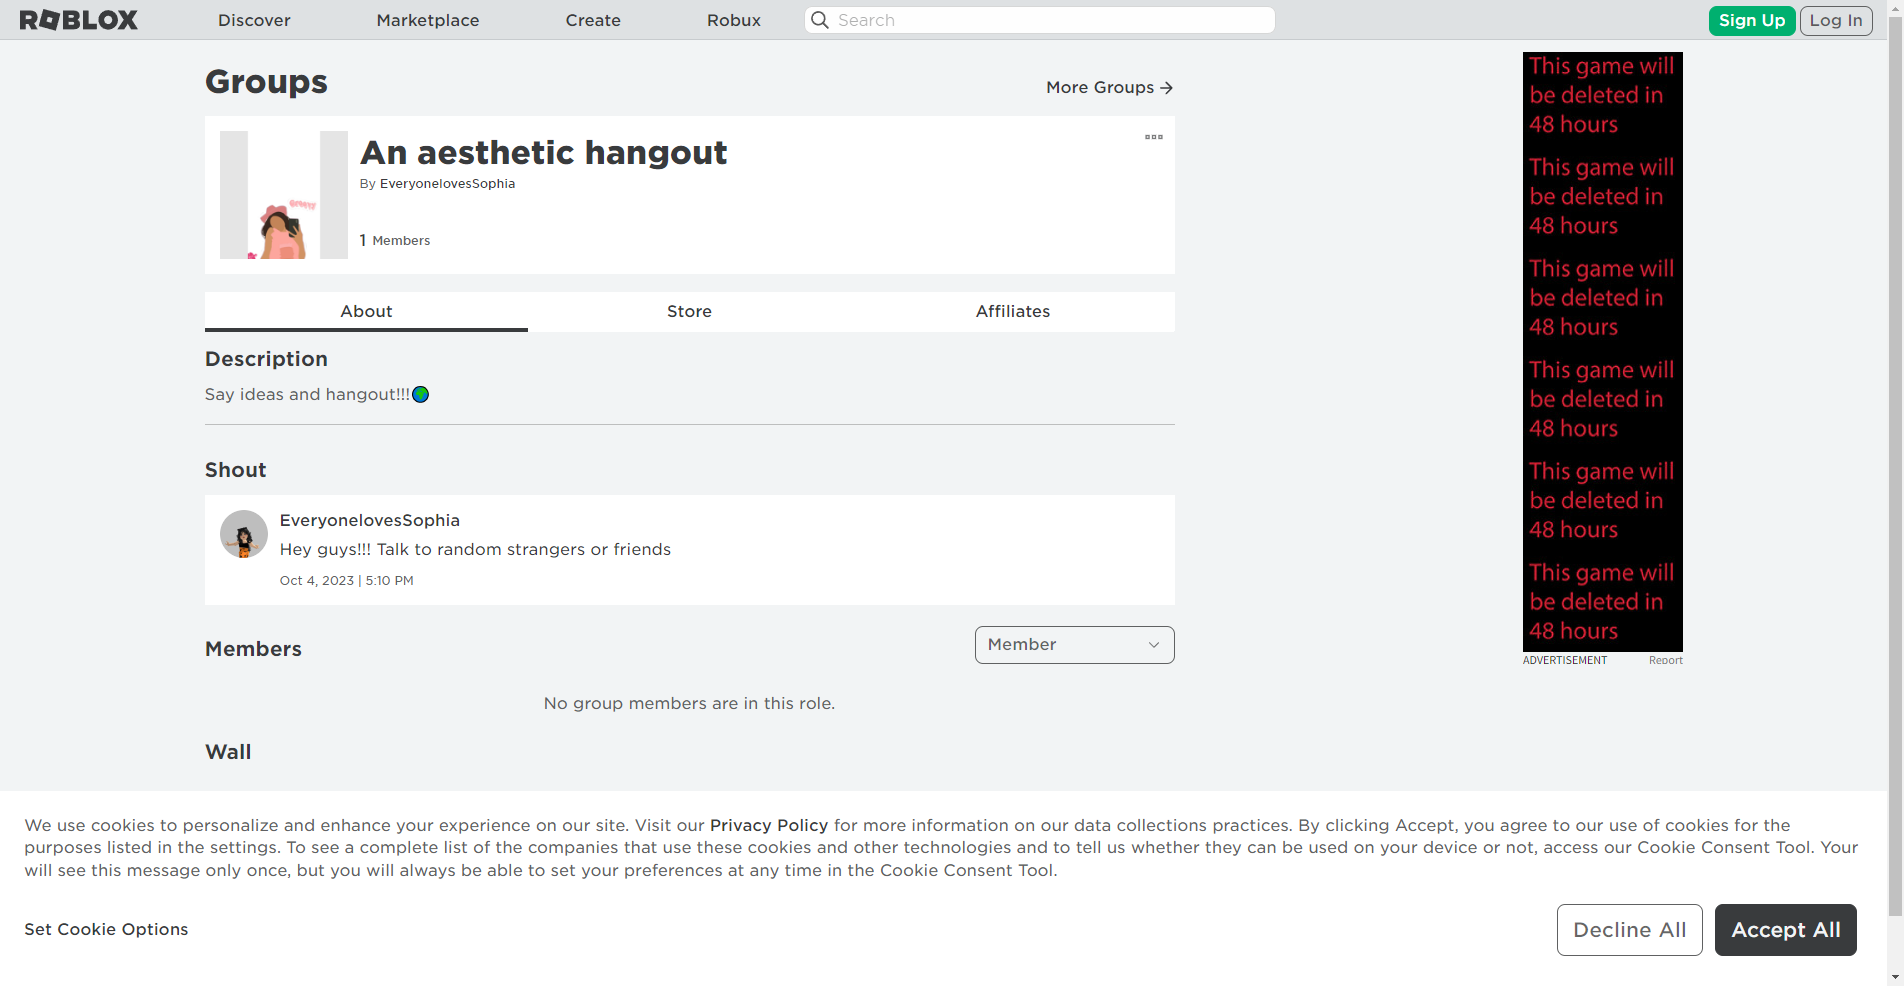 ROBLOX
Discover
Marketplace
Create
Robux
Search
Sign Up
Log In
Groups
More Groups
An aesthetic hangout
By EveryonelovesSophia
1 Members
About
Store
Affiliates
Description
Say ideas and hangout!!!
Shout
EveryonelovesSophia
Hey guys!!! Talk to random strangers or friends
Oct 4, 2023 | 5:10 PM
Members
Member
No group members are in this role.
Wall
This game will
be deleted in
48 hours
This game will
be deleted in
48 hours
This game will
be deleted in
48 hours
This game will
be deleted in
48 hours
This game will
be deleted in
48 hours
This game will
be deleted in
48 hours
ADVERTISEMENT
Report
We use cookies to personalize and enhance your experience on our site. Visit our Privacy Policy for more information on our data collections practices. By clicking Accept, you agree to our use of cookies for the
purposes listed in the settings. To see a complete list of the companies that use these cookies and other technologies and to tell us whether they can be used on your device or not, access our Cookie Consent Tool. Your
will see this message only once, but you will always be able to set your preferences at any time in the Cookie Consent Tool.
Set Cookie Options
Decline All
Accept All